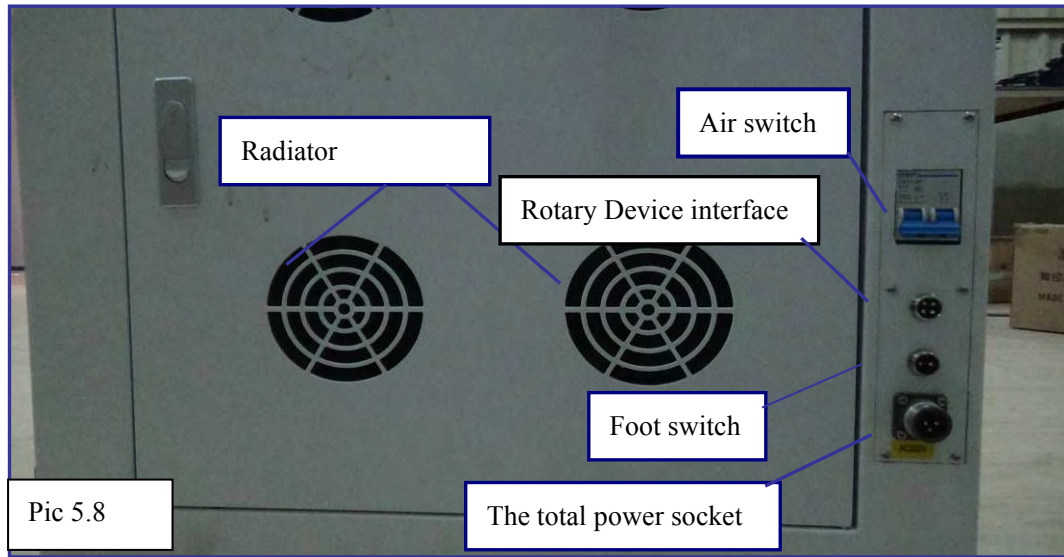 Air switch
Radiator
Rotary Device interface
Foot switch
The total power socket
Pic 5.8